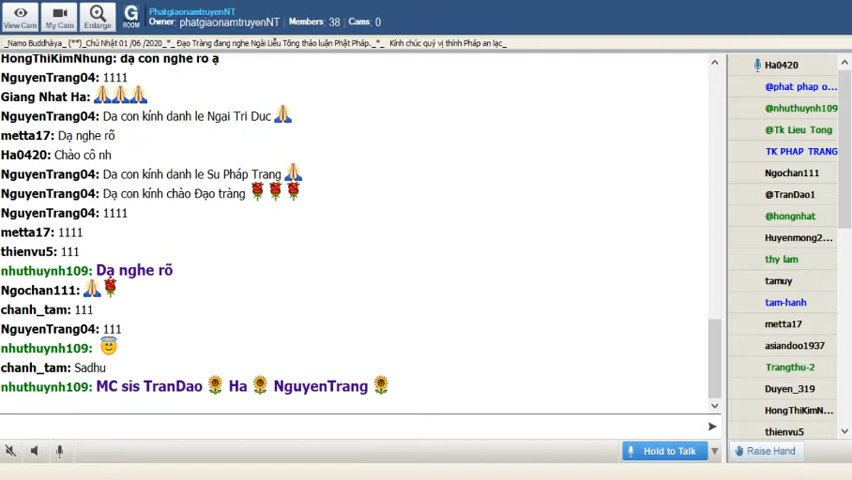 View Cam
My Cam
Enlarge
G
ROOM
PhatgiaonamtruyenNT
Owner: phatgiaonamtruyenNT | Members: 38 | Cams: 0
_Namo Buddhàya_ (**)_Chủ Nhật 01 /06 /2020_*_ Đạo Tràng đang nghe Ngài Liễu Tông thảo luận Phật Pháp._*_ Kính chúc quý vị thính Pháp an lạc_
HongThiKimNhung: dạ con nghe rõ ạ
NguyenTrang04: 1111
Giang Nhat Ha:
NguyenTrang04: Da con kính danh le Ngai Tri Duc
metta17: Dạ nghe rõ
Ha0420: Chào cô nh
NguyenTrang04: Da con kính danh le Su Pháp Trang
NguyenTrang04: Dạ con kính chào Đạo tràng
NguyenTrang04: 1111
metta17: 1111
thienvu5: 111
nhuthuynh109: Dạ nghe rõ
Ngochan111:
chanh_tam: 111
NguyenTrang04: 111
nhuthuynh109:
chanh_tam: Sadhu
nhuthuynh109: MC sis TranDao Ha NguyenTrang
Hold to Talk
Ha0420
@phat phap o...
@nhuthuynh109
@Tk Lieu Tong
TK PHAP TRANG
Ngochan111
@TranDao1
@hongnhat
Huyenmong2...
thy lam
tamuy
tam-hanh
metta17
asiandoo1937
Trangthu-2
Duyen_319
HongThiKimN...
thienvu5
Raise Hand